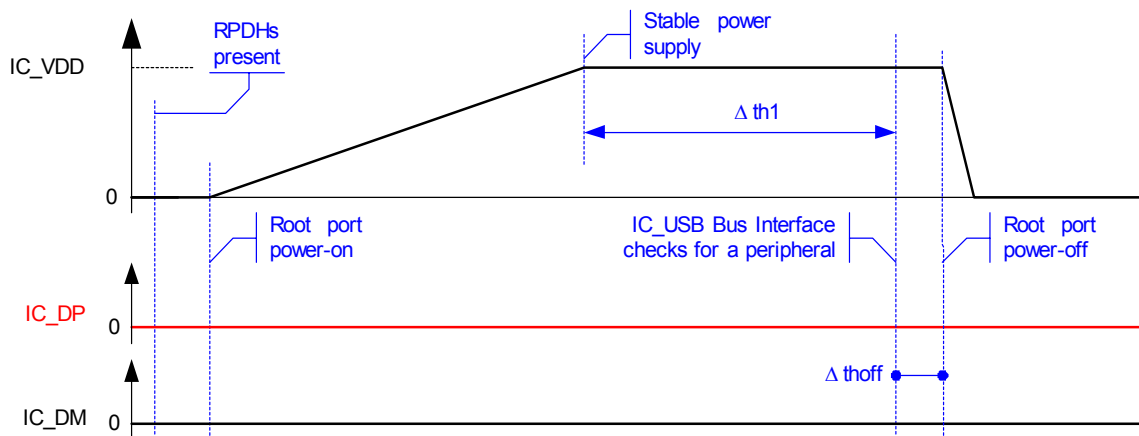 Stable power
supply
RPDHs
present
IC_VDD
Δ th1
0
Root port
power-on
IC_USB Bus Interface
checks for a peripheral
Root port
power-off
IC_DP
0
Δ thoff
IC_DM
0